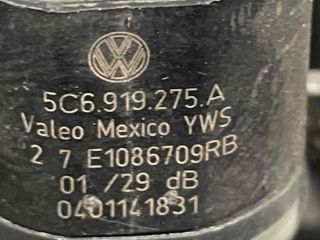 5C6.919.275.A
Valeo Mexico YWS
2 7 E1086709RB
01 /29 dB
0401141831